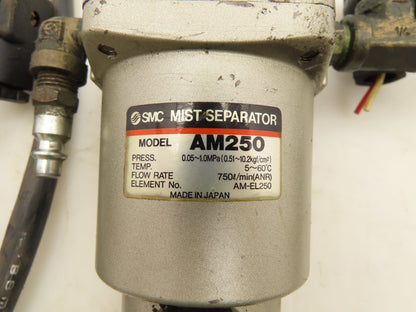 SMC MIST SEPARATOR
MODEL AM250
PRESS. 0.05~1.0MPa (0.51~10.2kgf/cm²)
TEMP. 5~60℃
FLOW RATE 750ℓ/min(ANR)
ELEMENT No. AM-EL250
MADE IN JAPAN